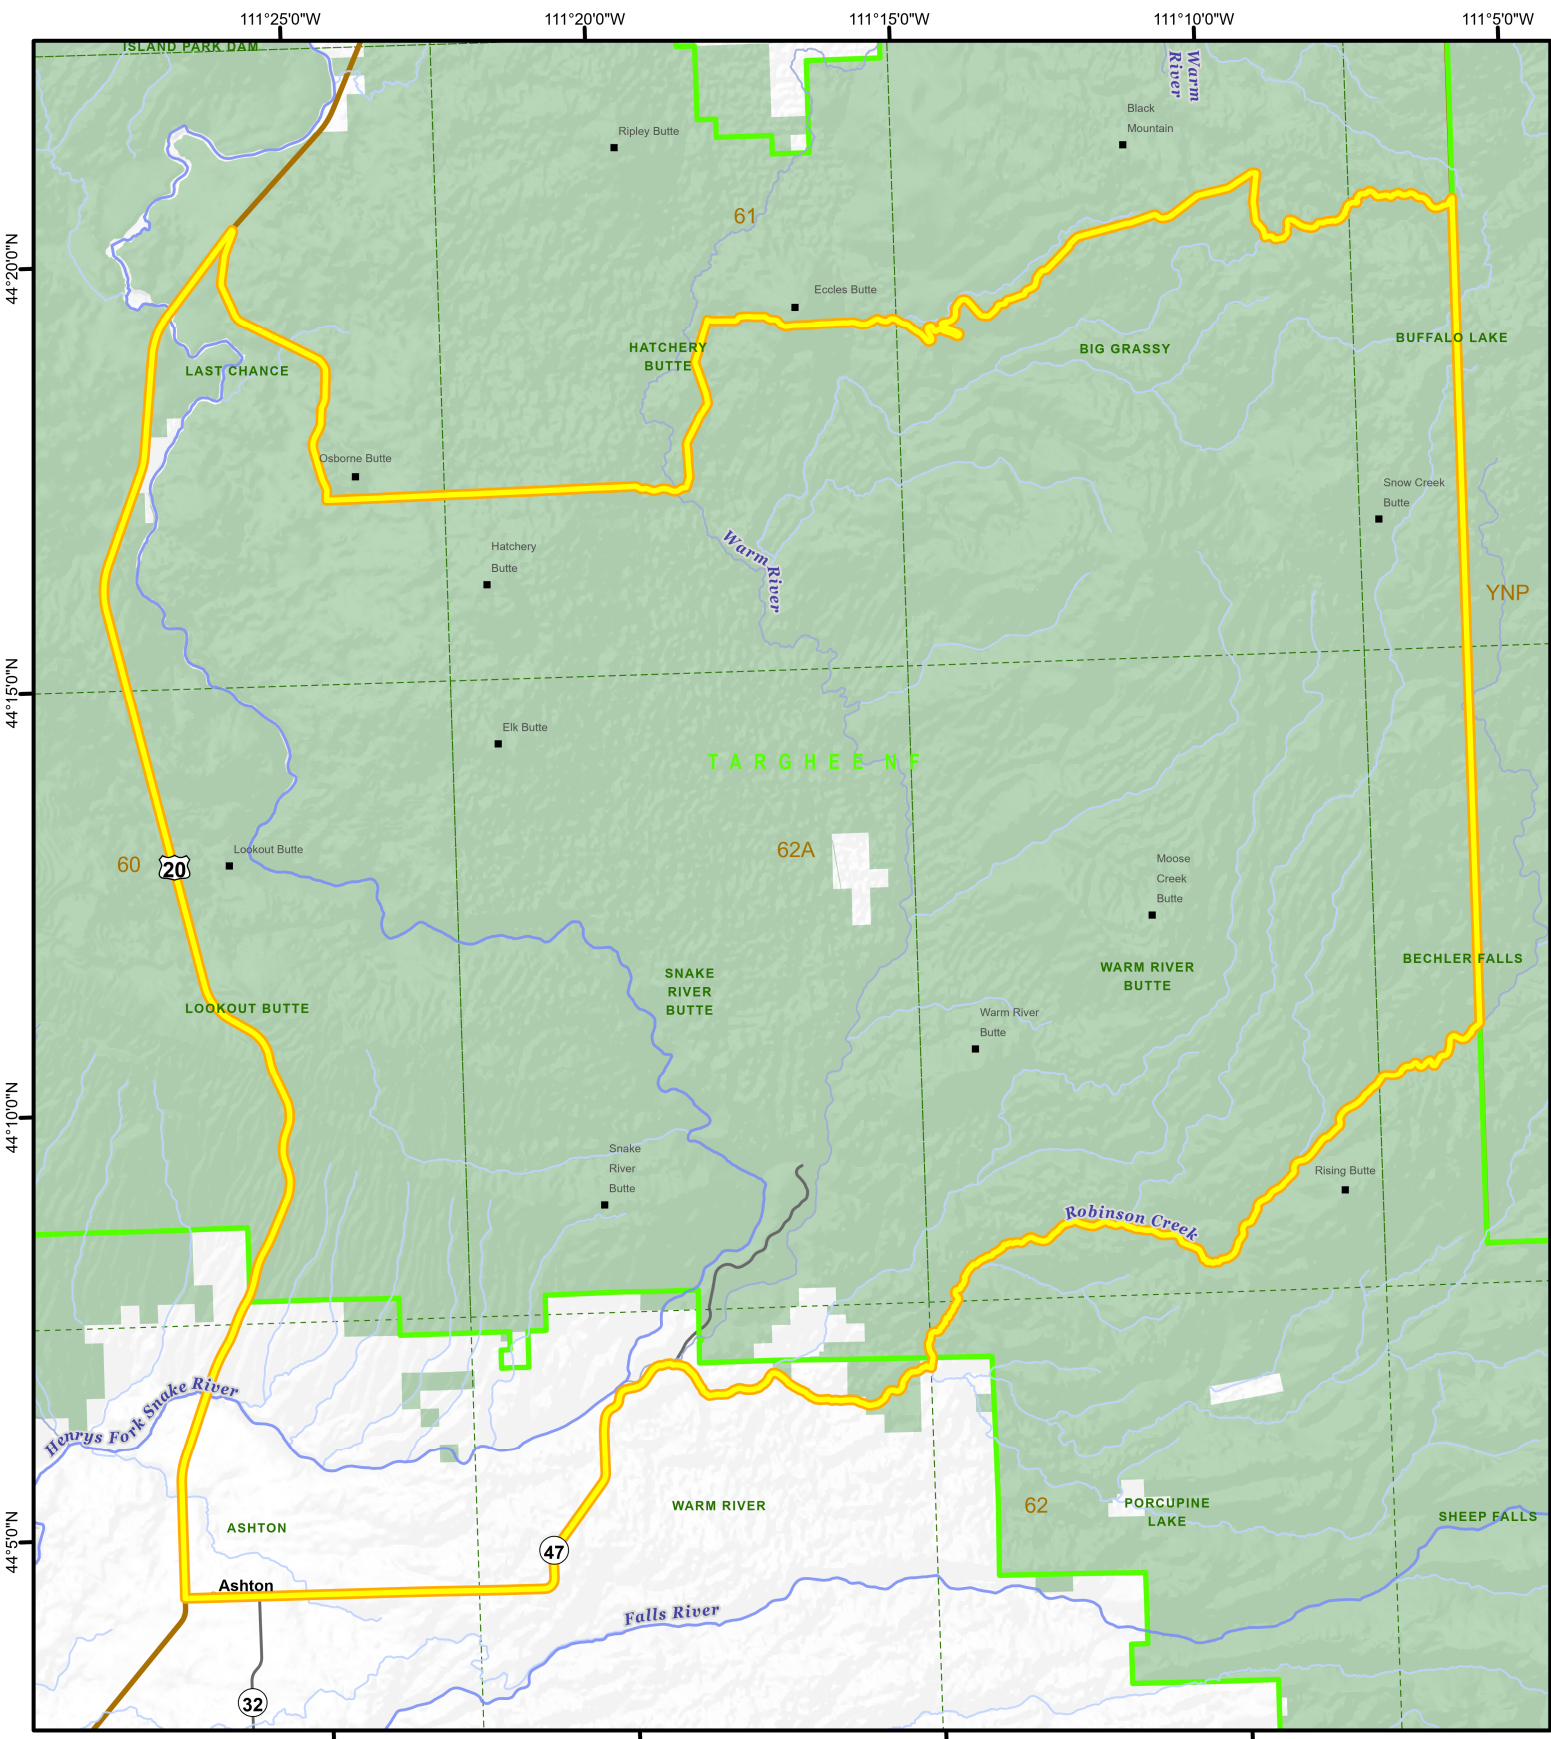 111°25'0"W
111°20'0"W
111°15'0"W
111°10'0"W
111°5'0"W
ISLAND PARK DAM
Warm
River
Black
Mountain
Ripley Butte
61
44°20'0"N
Eccles Butte
HATCHERY
BUTTE
BIG GRASSY
BUFFALO LAKE
LAST CHANCE
Osborne Butte
Snow Creek
Butte
Hatchery
Butte
Warm River
YNP
44°15'0"N
Elk Butte
TARGHEE NF
62A
60
20
Lookout Butte
Moose
Creek
Butte
SNAKE
RIVER
BUTTE
WARM RIVER
BUTTE
BECHLER FALLS
LOOKOUT BUTTE
Warm River
Butte
44°10'0"N
Snake
River
Butte
Rising Butte
Robinson Creek
Henrys Fork Snake River
WARM RIVER
62
PORCUPINE
LAKE
SHEEP FALLS
ASHTON
47
44°5'0"N
Ashton
Falls River
32